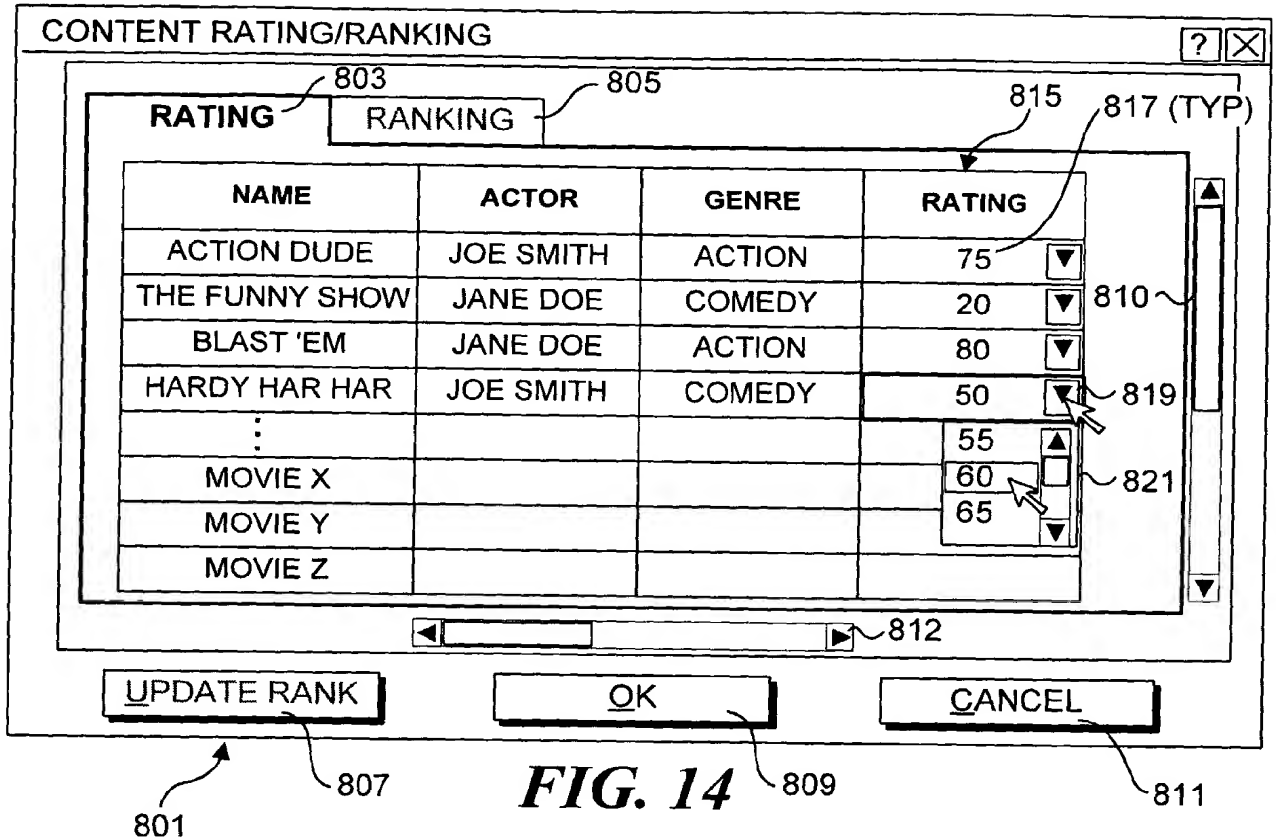 CONTENT RATING/RANKING ? X
803 805 815 817 (TYP)
RATING RANKING
NAME ACTOR GENRE RATING
ACTION DUDE JOE SMITH ACTION 75
THE FUNNY SHOW JANE DOE COMEDY 20 810
BLAST 'EM JANE DOE ACTION 80
HARDY HAR HAR JOE SMITH COMEDY 50 819
55
MOVIE X 60 821
MOVIE Y 65
MOVIE Z
812
UPDATE RANK OK CANCEL
801 807 FIG. 14 809 811